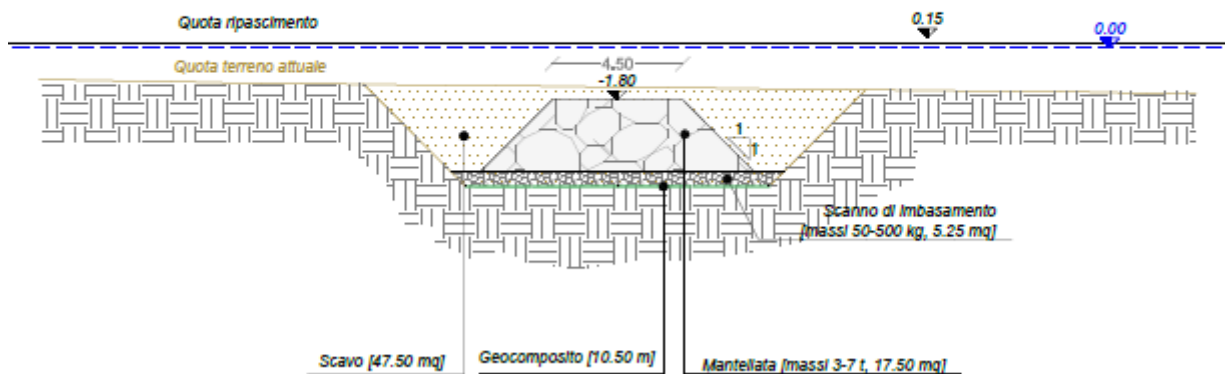 Quota ripascimento
0.15
0.00
Quota terreno attuale
4.50
-1.80
1
1
Scanno di imbasamento
[massi 50-500 kg, 5.25 mq]
Scavo [47.50 mq]
Geocomposito [10.50 m]
Mantellata [massi 3-7 t, 17.50 mq]